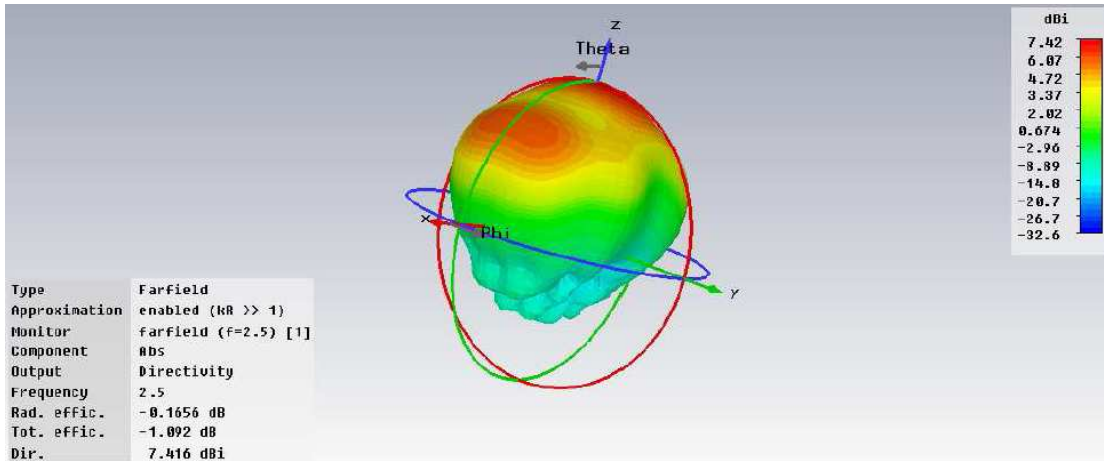 z
Theta
x
Phi
y
dBi
7.42
6.07
4.72
3.37
2.02
0.674
-2.96
-8.89
-14.8
-20.7
-26.7
-32.6
Type Farfield
Approximation enabled (kR >> 1)
Monitor farfield (f=2.5) [1]
Component Abs
Output Directivity
Frequency 2.5
Rad. effic. -0.1656 dB
Tot. effic. -1.092 dB
Dir. 7.416 dBi